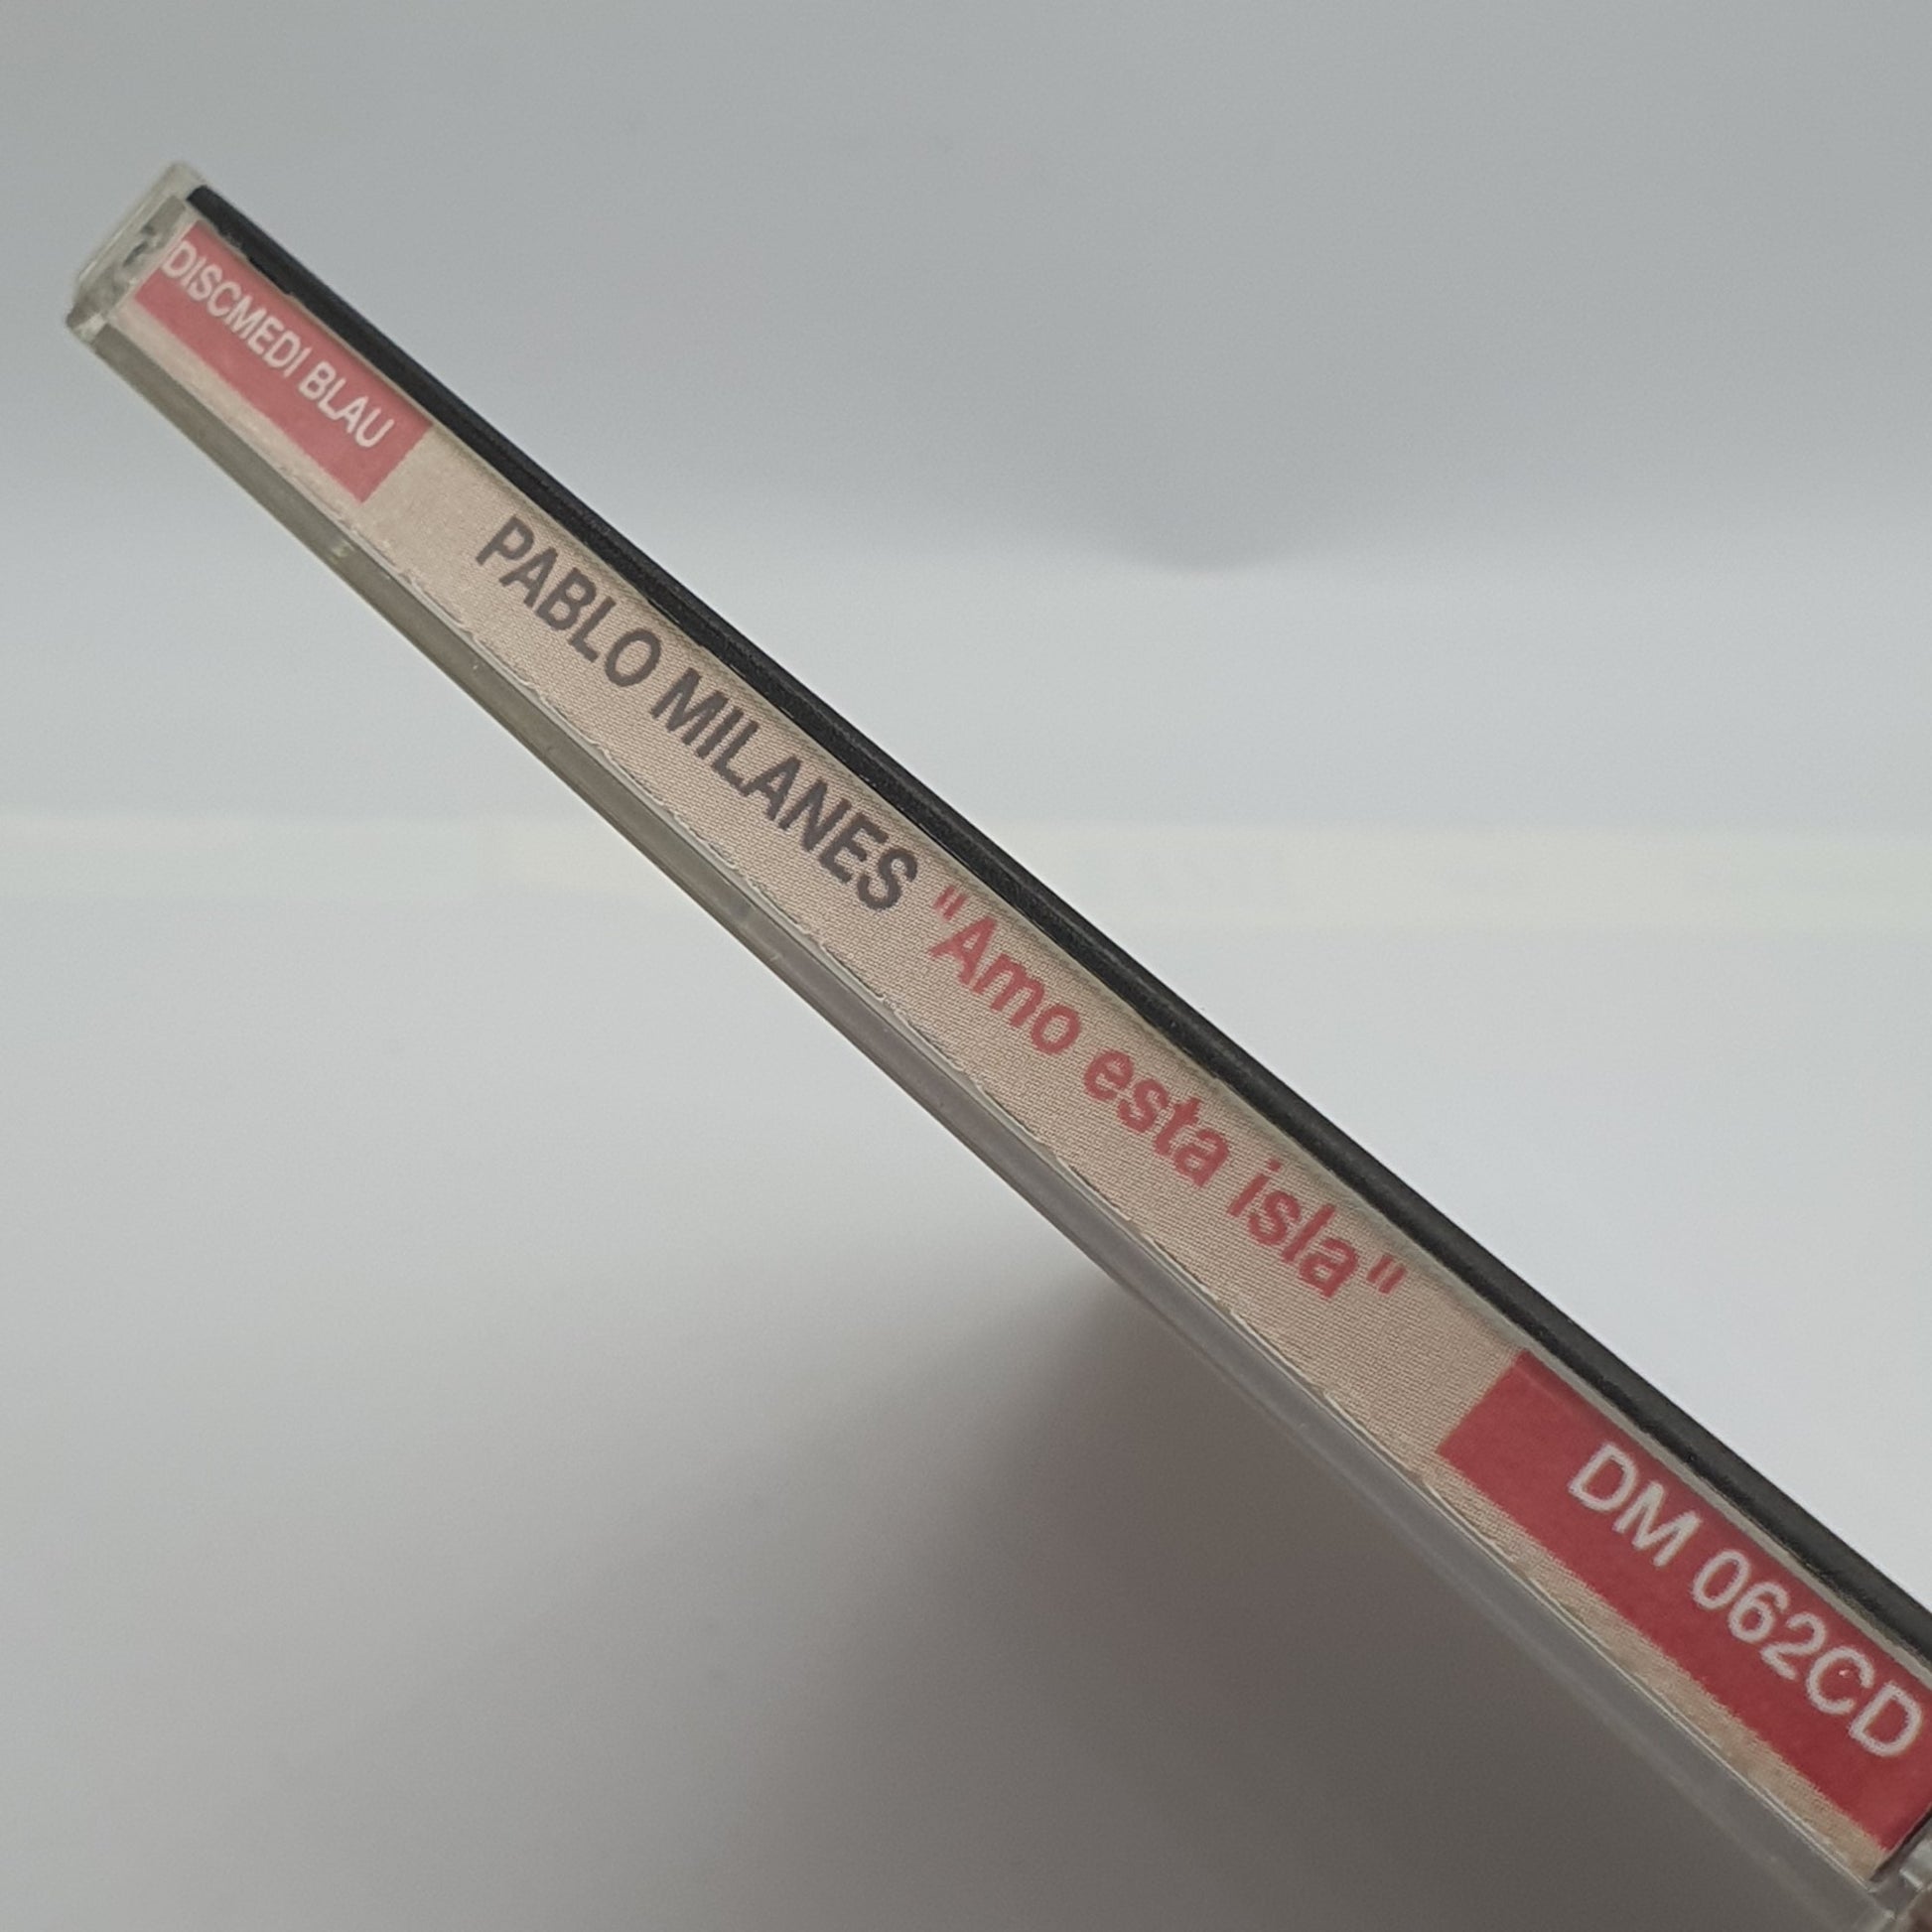 DISCMEDI BLAU
PABLO MILANES "Amo esta isla"
DM 062CD